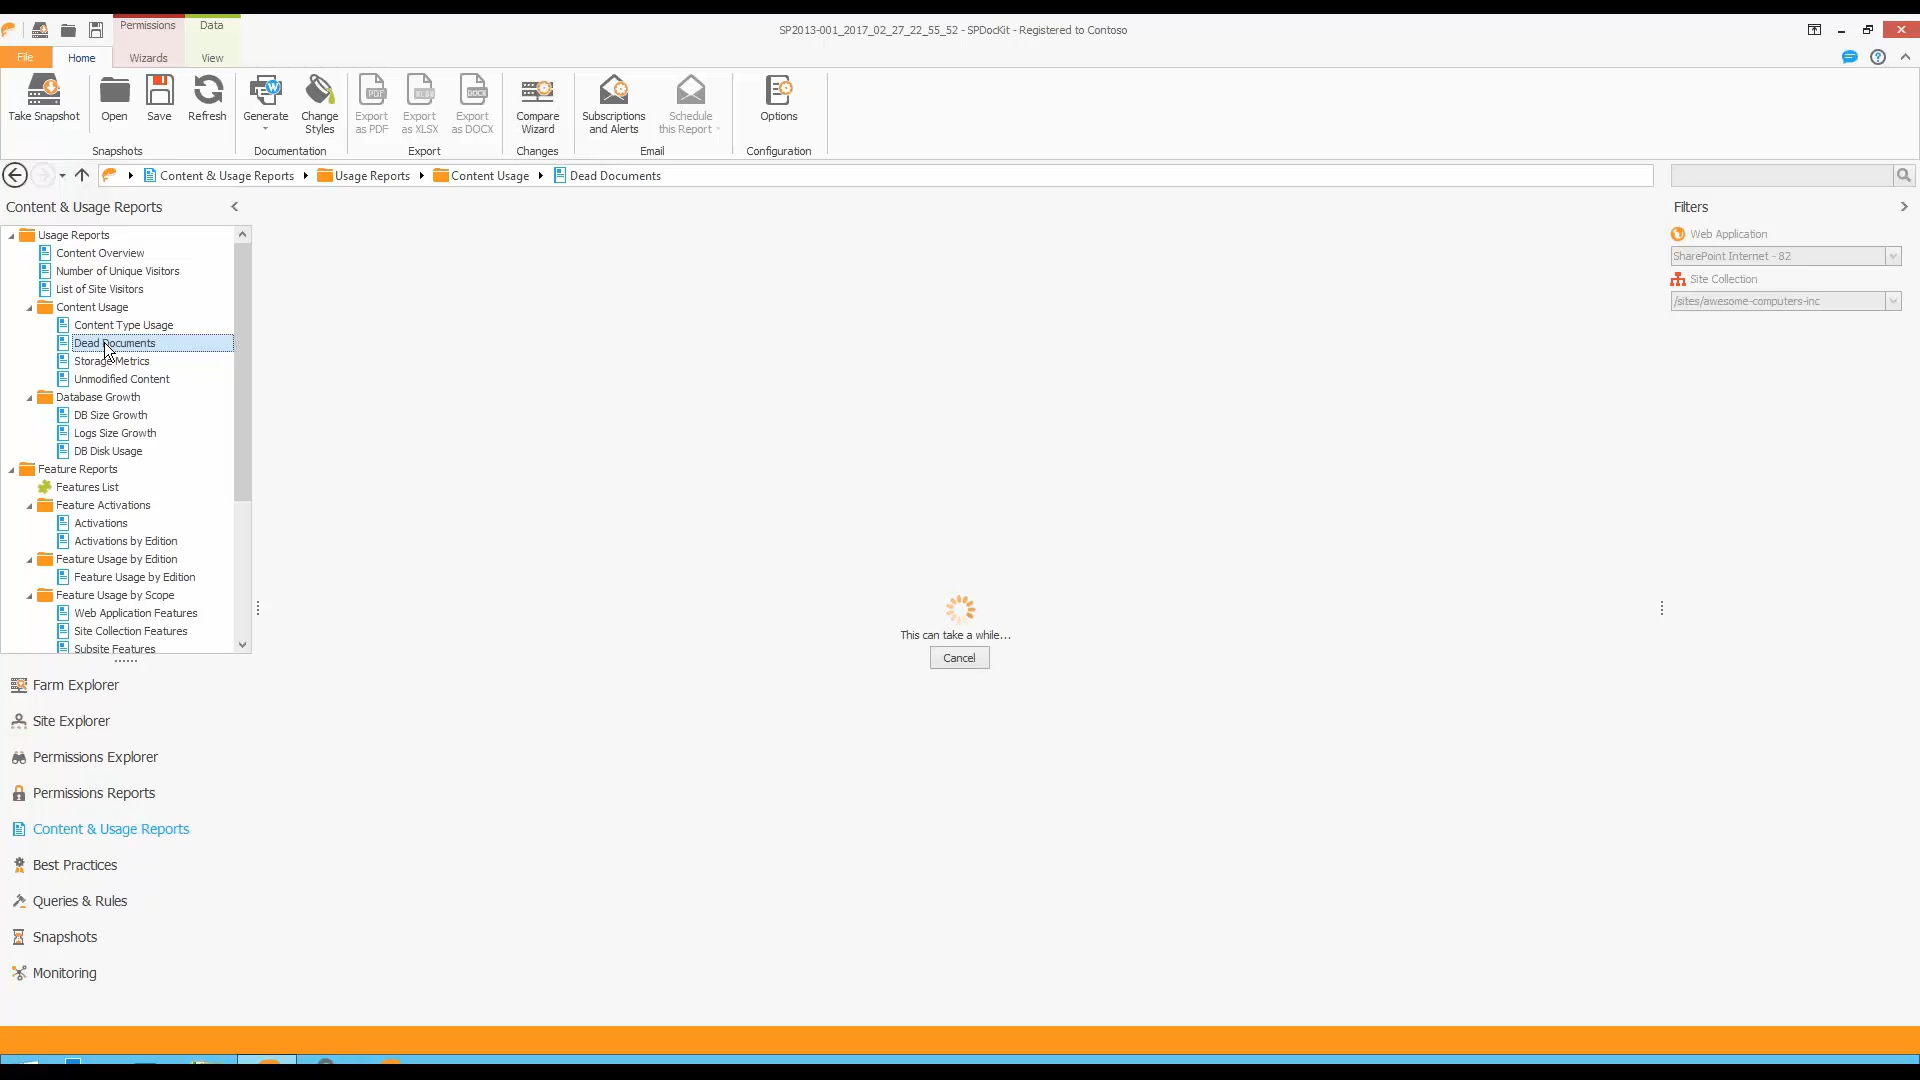 Permissions
Data
SP2013-001_2017_02_27_22_55_52 - SPDocKit - Registered to Contoso
File
Home
Wizards
View
Take Snapshot
Open
Save
Refresh
Generate
Change
Styles
Export
as PDF
Export
as XLSX
Export
as DOCX
Compare
Wizard
Subscriptions
and Alerts
Schedule
this Report
Options
Snapshots
Documentation
Export
Changes
Email
Configuration
Content & Usage Reports
Usage Reports
Content Usage
Dead Documents
Content & Usage Reports
Usage Reports
Content Overview
Number of Unique Visitors
List of Site Visitors
Content Usage
Content Type Usage
Dead Documents
Storage Metrics
Unmodified Content
Database Growth
DB Size Growth
Logs Size Growth
DB Disk Usage
Feature Reports
Features List
Feature Activations
Activations
Activations by Edition
Feature Usage by Edition
Feature Usage by Edition
Feature Usage by Scope
Web Application Features
Site Collection Features
Subsite Features
Farm Explorer
Site Explorer
Permissions Explorer
Permissions Reports
Content & Usage Reports
Best Practices
Queries & Rules
Snapshots
Monitoring
This can take a while...
Cancel
Filters
Web Application
SharePoint Internet - 82
Site Collection
/sites/awesome-computers-inc